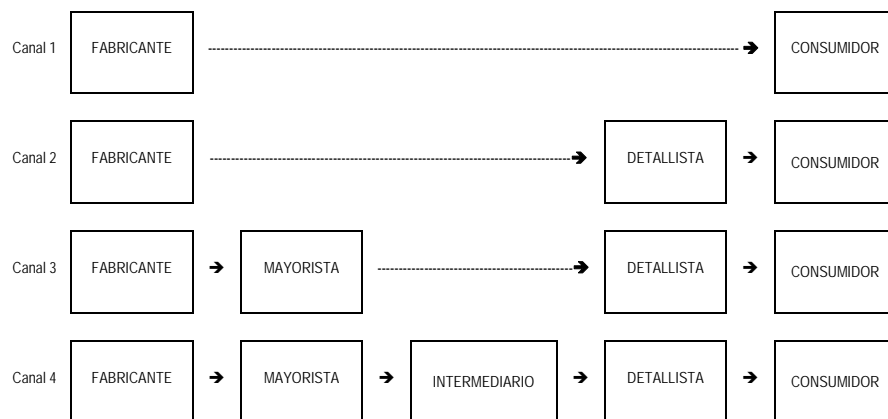 Canal 1 FABRICANTE CONSUMIDOR
Canal 2 FABRICANTE DETALLISTA CONSUMIDOR
Canal 3 FABRICANTE MAYORISTA DETALLISTA CONSUMIDOR
Canal 4 FABRICANTE MAYORISTA INTERMEDIARIO DETALLISTA CONSUMIDOR